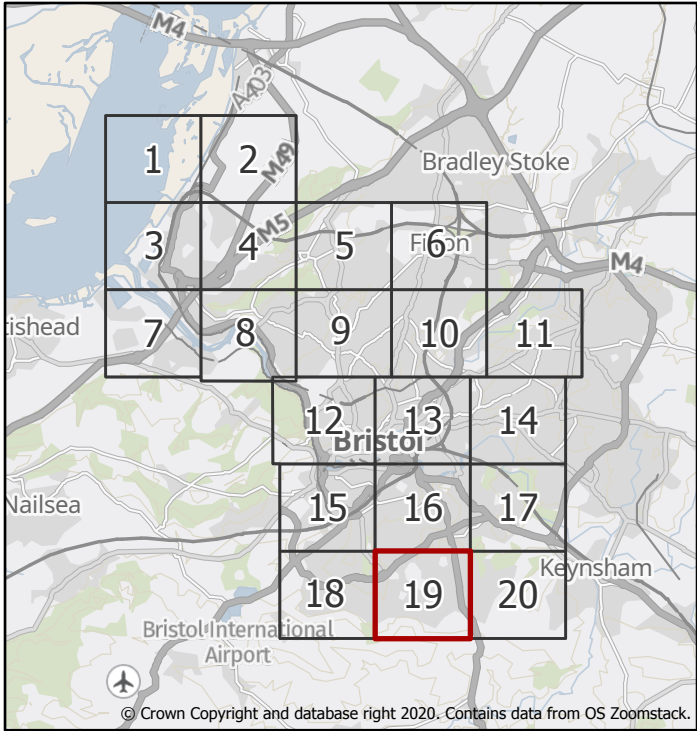 M4
A403
1
2
M49
Bradley Stoke
M5
3
4
5
6
Filton
M4
tishead
7
8
9
10
11
12
13
14
Bristol
Nailsea
15
16
17
Keynsham
18
19
20
Bristol International
Airport
© Crown Copyright and database right 2020. Contains data from OS Zoomstack.